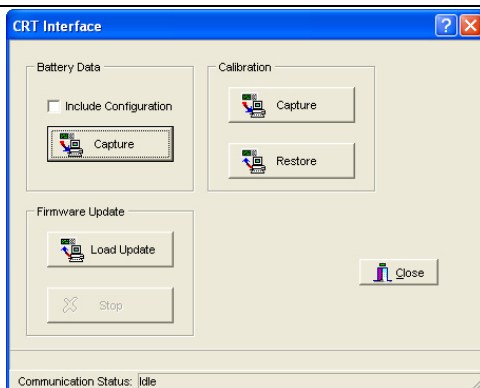 CRT Interface
Battery Data
Include Configuration
Capture
Calibration
Capture
Restore
Firmware Update
Load Update
Stop
Close
Communication Status: Idle